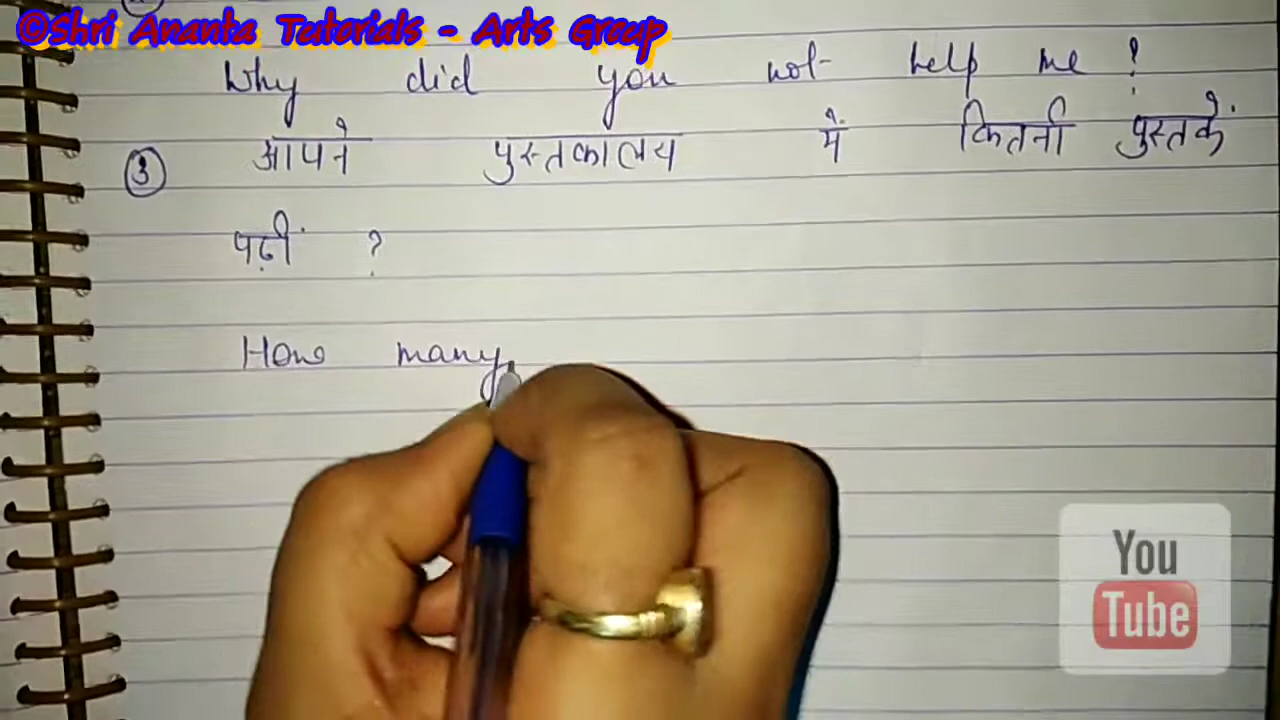 ©Shri Ananta Tutorials - Arts Group
Why did you not help me ?
③ आपने पुस्तकालय में कितनी पुस्तकें
पढ़ीं ?
How many
You
Tube